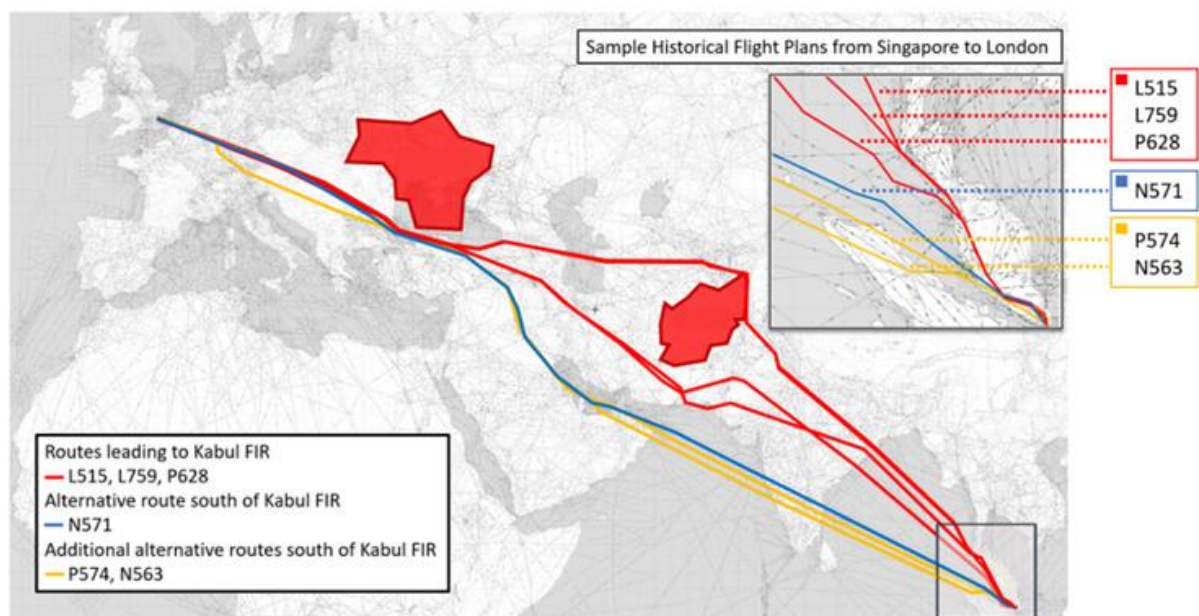 Sample Historical Flight Plans from Singapore to London
L515
L759
P628
N571
P574
N563
Routes leading to Kabul FIR
L515, L759, P628
Alternative route south of Kabul FIR
N571
Additional alternative routes south of Kabul FIR
P574, N563